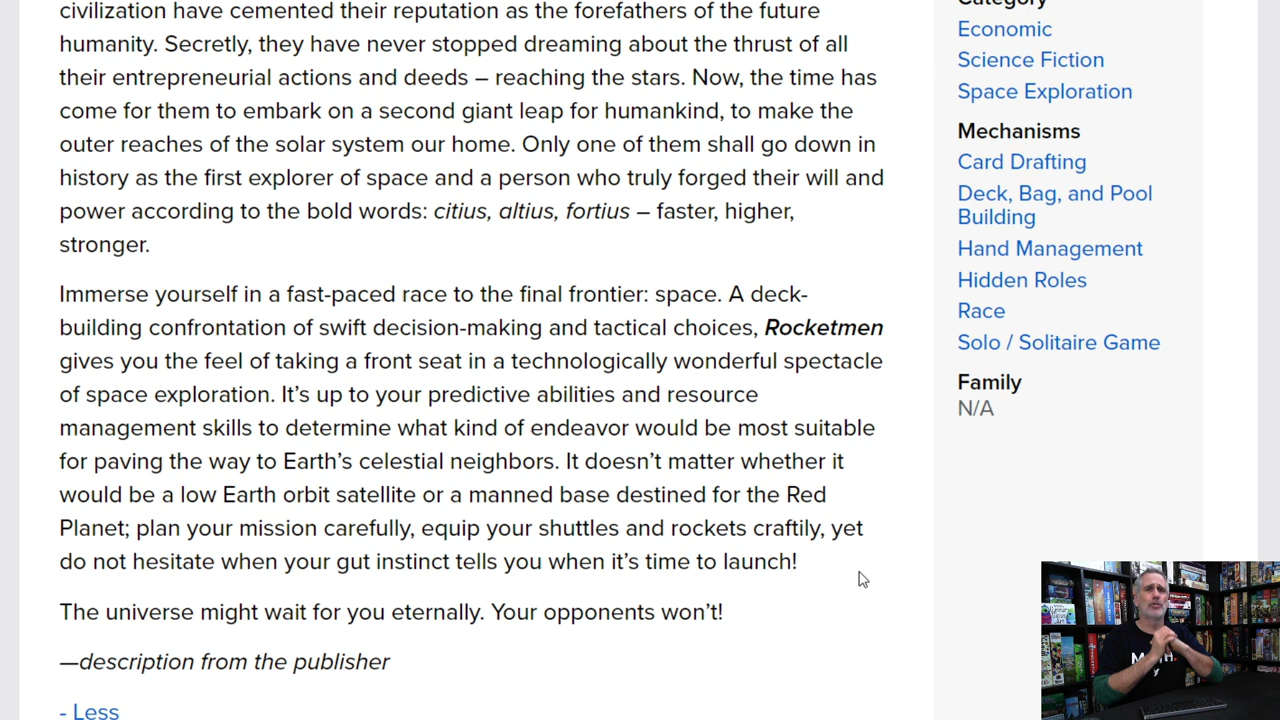 civilization have cemented their reputation as the forefathers of the future
humanity. Secretly, they have never stopped dreaming about the thrust of all
their entrepreneurial actions and deeds – reaching the stars. Now, the time has
come for them to embark on a second giant leap for humankind, to make the
outer reaches of the solar system our home. Only one of them shall go down in
history as the first explorer of space and a person who truly forged their will and
power according to the bold words: citius, altius, fortius – faster, higher,
stronger.
Immerse yourself in a fast-paced race to the final frontier: space. A deck-
building confrontation of swift decision-making and tactical choices, Rocketmen
gives you the feel of taking a front seat in a technologically wonderful spectacle
of space exploration. It’s up to your predictive abilities and resource
management skills to determine what kind of endeavor would be most suitable
for paving the way to Earth’s celestial neighbors. It doesn’t matter whether it
would be a low Earth orbit satellite or a manned base destined for the Red
Planet; plan your mission carefully, equip your shuttles and rockets craftily, yet
do not hesitate when your gut instinct tells you when it’s time to launch!
The universe might wait for you eternally. Your opponents won’t!
—description from the publisher
- Less
Category
Economic
Science Fiction
Space Exploration
Mechanisms
Card Drafting
Deck, Bag, and Pool
Building
Hand Management
Hidden Roles
Race
Solo / Solitaire Game
Family
N/A